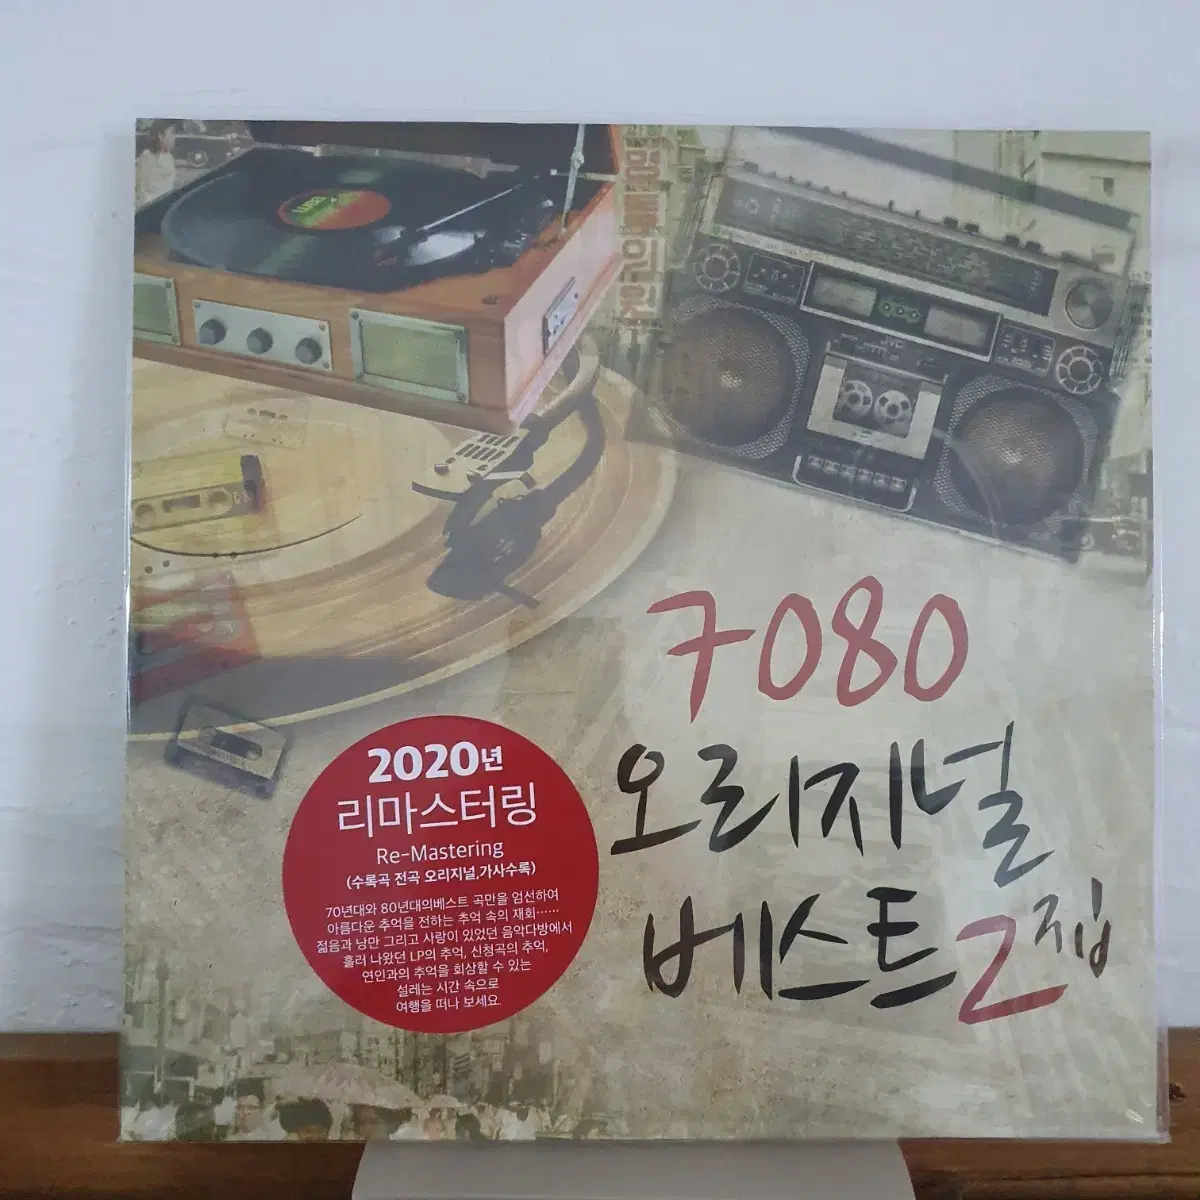 명동의원
JVC
7080
오리지널
베스트2집
2020년
리마스터링
Re-Mastering
(수록곡 전곡 오리지널,가사수록)
70년대와 80년대의베스트 곡만을 엄선하여
아름다운 추억을 전하는 추억 속의 재회......
젊음과 낭만 그리고 사랑이 있었던 음악다방에서
흘러 나왔던 LP의 추억, 신청곡의 추억,
연인과의 추억을 회상할 수 있는
설레는 시간 속으로
여행을 떠나 보세요.